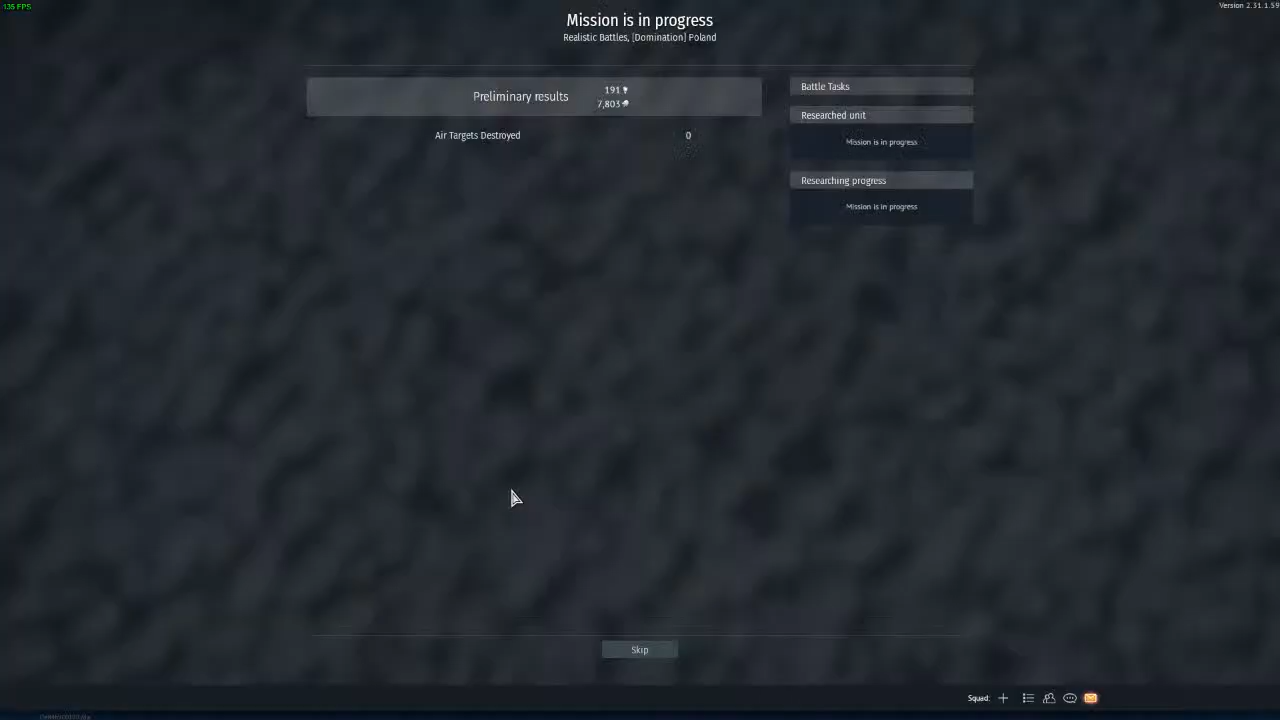 135 FPS
Version 2.31.1.59
Mission is in progress
Realistic Battles, [Domination] Poland
Preliminary results
191
7,803
Air Targets Destroyed 0
Battle Tasks
Researched unit
Mission is in progress
Researching progress
Mission is in progress
Skip
Squad: